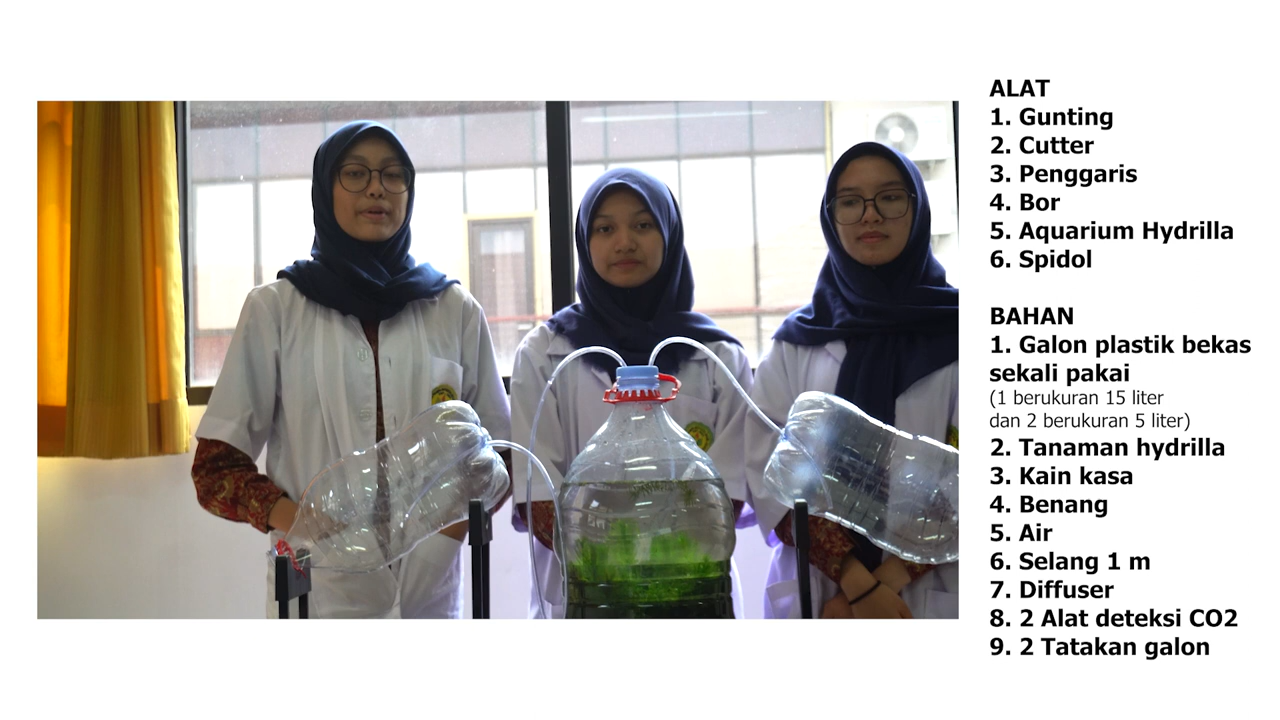 ALAT
1. Gunting
2. Cutter
3. Penggaris
4. Bor
5. Aquarium Hydrilla
6. Spidol
BAHAN
1. Galon plastik bekas
sekali pakai
(1 berukuran 15 liter
dan 2 berukuran 5 liter)
2. Tanaman hydrilla
3. Kain kasa
4. Benang
5. Air
6. Selang 1 m
7. Diffuser
8. 2 Alat deteksi CO2
9. 2 Tatakan galon